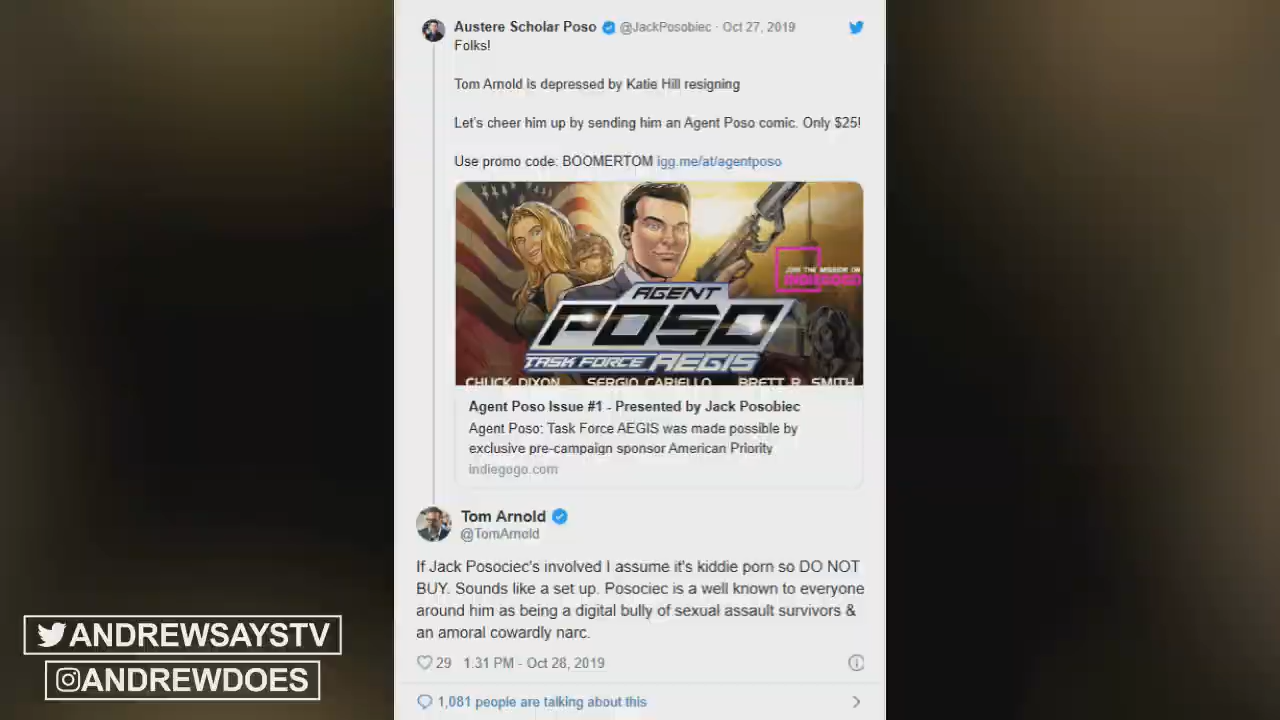 Austere Scholar Poso @JackPosobiec · Oct 27, 2019
Folks!
Tom Arnold is depressed by Katie Hill resigning
Let's cheer him up by sending him an Agent Poso comic. Only $25!
Use promo code: BOOMERTOM igg.me/at/agentposo
JOIN THE MISSION ON
INDIEGOGO
AGENT
POSO
TASK FORCE AEGIS
CHUCK DIXON SERGIO CARIELLO BRETT R. SMITH
Agent Poso Issue #1 - Presented by Jack Posobiec
Agent Poso: Task Force AEGIS was made possible by
exclusive pre-campaign sponsor American Priority
indiegogo.com
Tom Arnold
@TomArnold
If Jack Posociec's involved I assume it's kiddie porn so DO NOT
BUY. Sounds like a set up. Posociec is a well known to everyone
around him as being a digital bully of sexual assault survivors &
an amoral cowardly narc.
29 1:31 PM - Oct 28, 2019
1,081 people are talking about this
ANDREWSAYSTV
ANDREWDOES